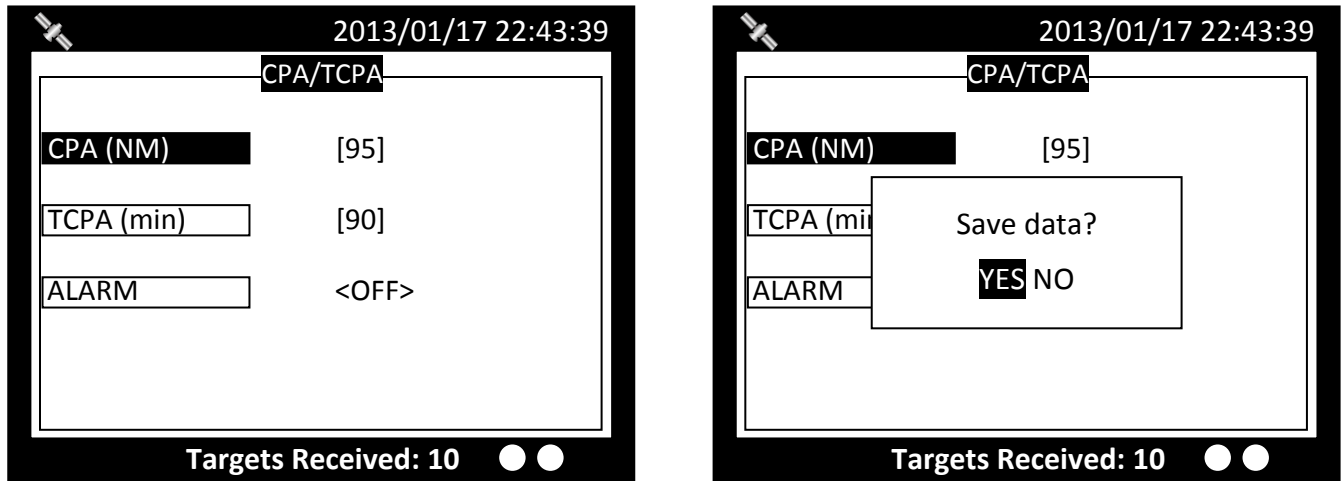 2013/01/17 22:43:39
CPA/TCPA
CPA (NM) [95]
TCPA (min) [90]
ALARM <OFF>
Targets Received: 10
2013/01/17 22:43:39
CPA/TCPA
CPA (NM) [95]
TCPA (mi
Save data?
YES NO
ALARM
Targets Received: 10